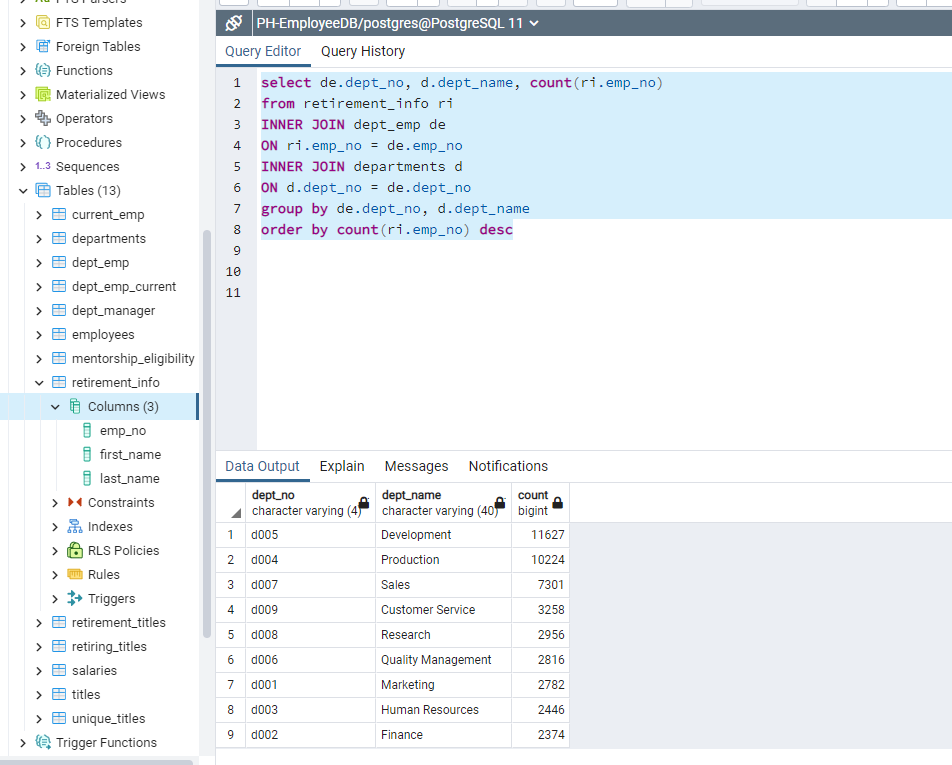 FTS Templates
Foreign Tables
Functions
Materialized Views
Operators
Procedures
1..3 Sequences
Tables (13)
current_emp
departments
dept_emp
dept_emp_current
dept_manager
employees
mentorship_eligibility
retirement_info
Columns (3)
emp_no
first_name
last_name
Constraints
Indexes
RLS Policies
Rules
Triggers
retirement_titles
retiring_titles
salaries
titles
unique_titles
Trigger Functions
PH-EmployeeDB/postgres@PostgreSQL 11
Query Editor Query History
1 select de.dept_no, d.dept_name, count(ri.emp_no)
2 from retirement_info ri
3 INNER JOIN dept_emp de
4 ON ri.emp_no = de.emp_no
5 INNER JOIN departments d
6 ON d.dept_no = de.dept_no
7 group by de.dept_no, d.dept_name
8 order by count(ri.emp_no) desc
9
10
11
Data Output Explain Messages Notifications
dept_no dept_name count
character varying (4) character varying (40) bigint
1 d005 Development 11627
2 d004 Production 10224
3 d007 Sales 7301
4 d009 Customer Service 3258
5 d008 Research 2956
6 d006 Quality Management 2816
7 d001 Marketing 2782
8 d003 Human Resources 2446
9 d002 Finance 2374